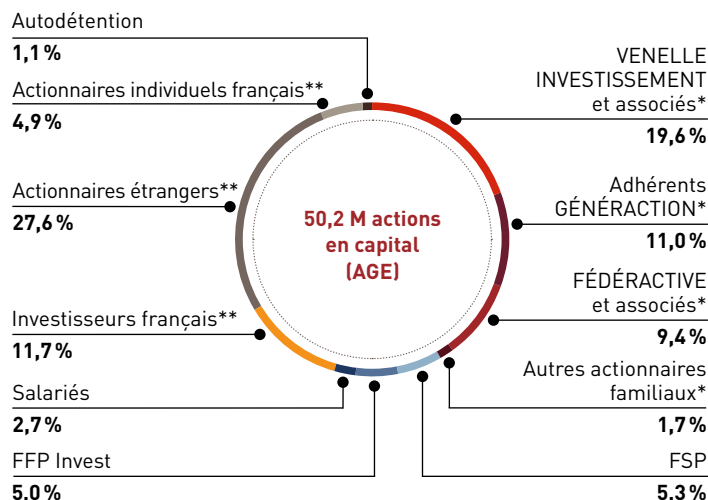 Autodétention
1,1 %
Actionnaires individuels français**
4,9 %
Actionnaires étrangers**
27,6 %
Investisseurs français**
11,7 %
Salariés
2,7 %
FFP Invest
5,0 %
50,2 M actions
en capital
(AGE)
VENELLE
INVESTISSEMENT
et associés*
19,6 %
Adhérents
GÉNÉRACTION*
11,0 %
FÉDÉRACTIVE
et associés*
9,4 %
Autres actionnaires
familiaux*
1,7 %
FSP
5,3 %